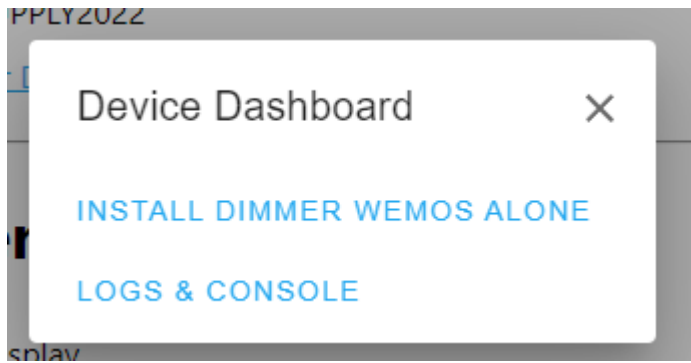 PPLY2022
Device Dashboard
INSTALL DIMMER WEMOS ALONE
LOGS & CONSOLE
splay